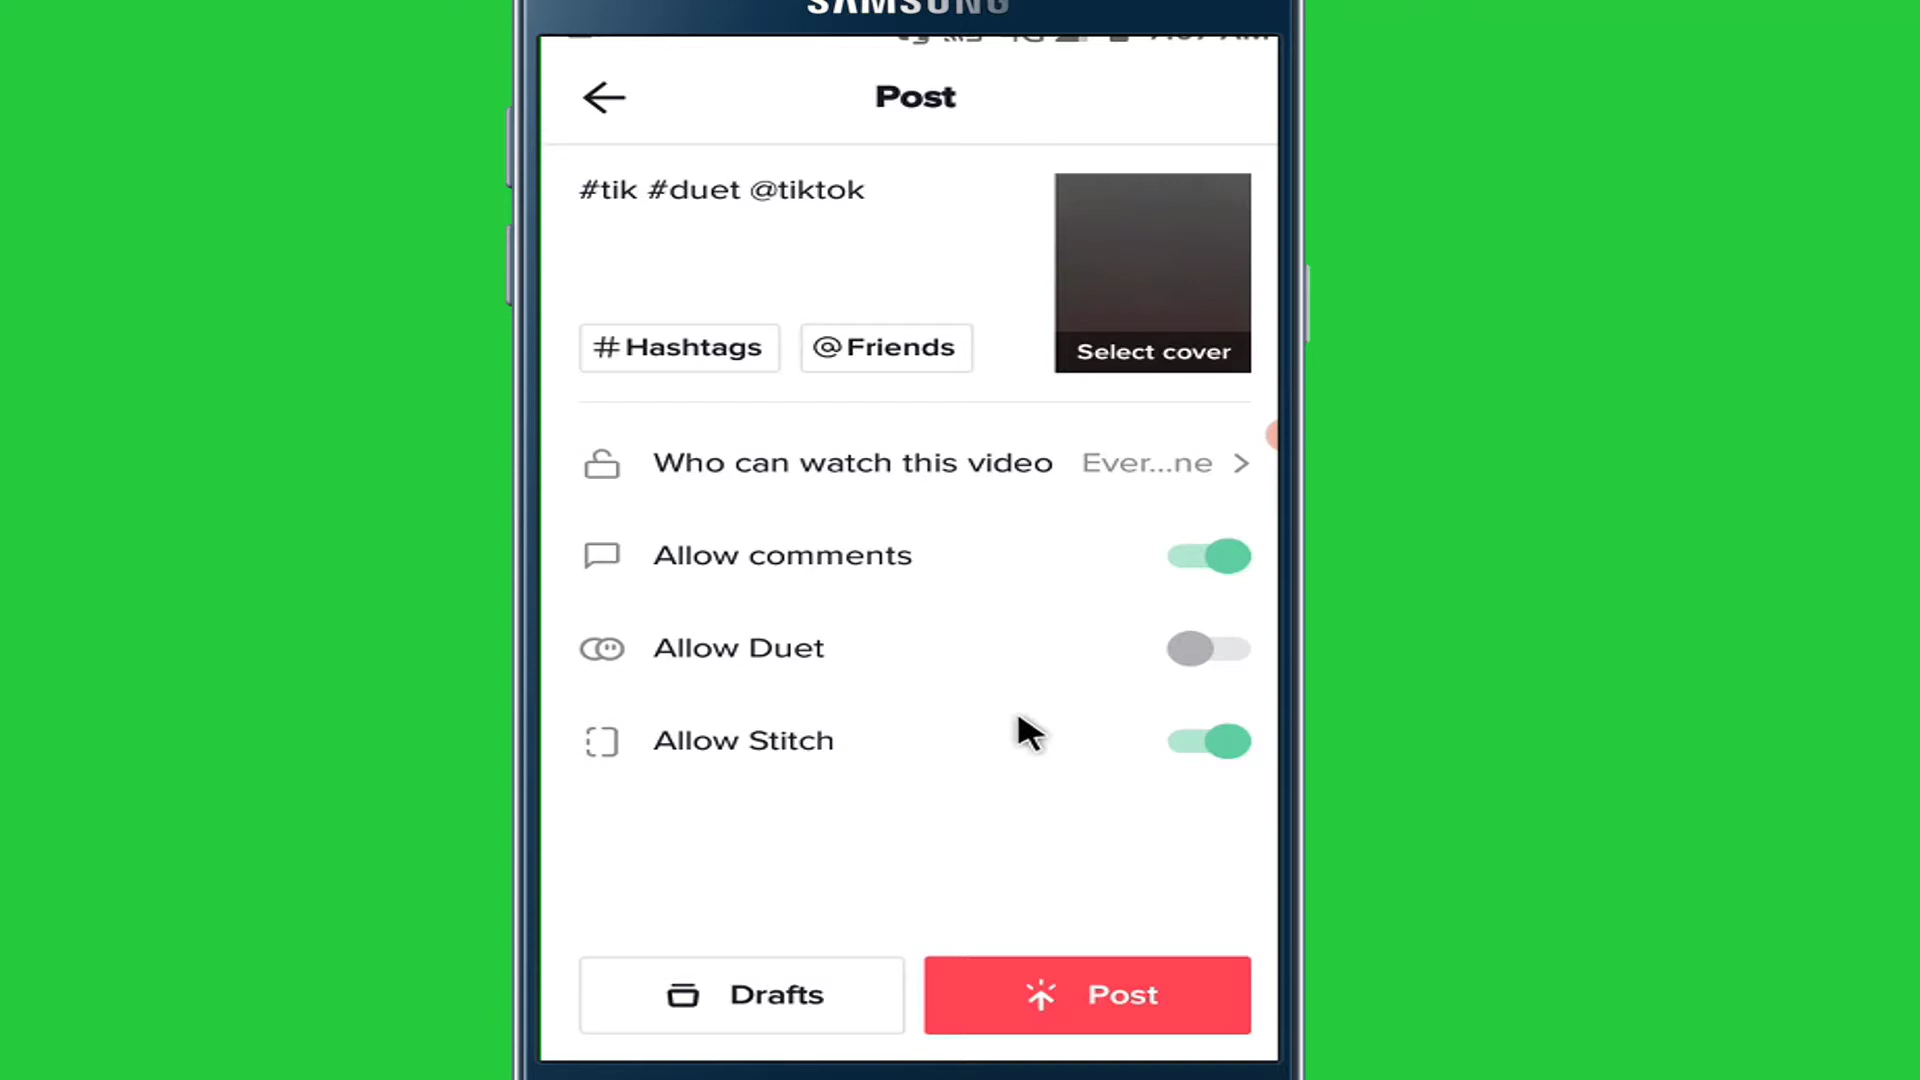 SAMSUNG
Post
#tik #duet @tiktok
#Hashtags
@Friends
Select cover
Who can watch this video
Ever...ne
Allow comments
Allow Duet
Allow Stitch
Drafts
Post